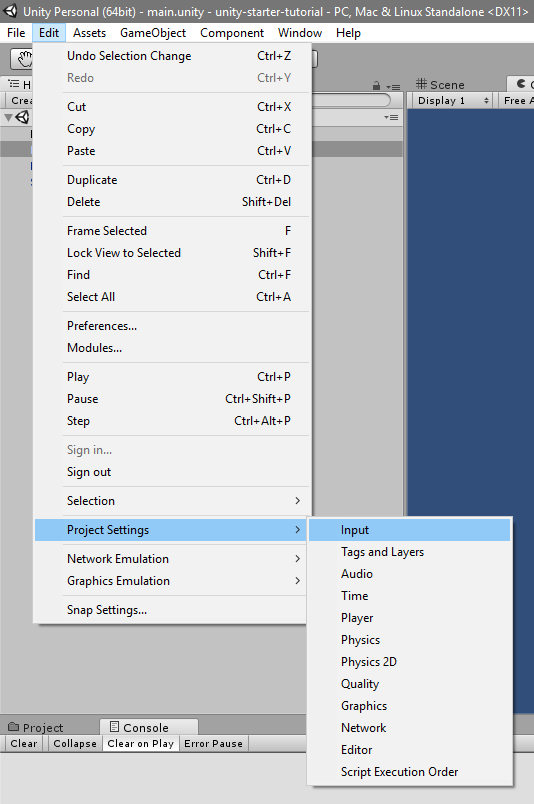 Unity Personal (64bit) - main.unity - unity-starter-tutorial - PC, Mac & Linux Standalone <DX11>
File Edit Assets GameObject Component Window Help
Undo Selection Change Ctrl+Z
Redo Ctrl+Y
Cut Ctrl+X
Copy Ctrl+C
Paste Ctrl+V
Duplicate Ctrl+D
Delete Shift+Del
Frame Selected F
Lock View to Selected Shift+F
Find Ctrl+F
Select All Ctrl+A
Preferences...
Modules...
Play Ctrl+P
Pause Ctrl+Shift+P
Step Ctrl+Alt+P
Sign in...
Sign out
Selection
Project Settings
Network Emulation
Graphics Emulation
Snap Settings...
Input
Tags and Layers
Audio
Time
Player
Physics
Physics 2D
Quality
Graphics
Network
Editor
Script Execution Order
Scene
Display 1 Free A
Project Console
Clear Collapse Clear on Play Error Pause